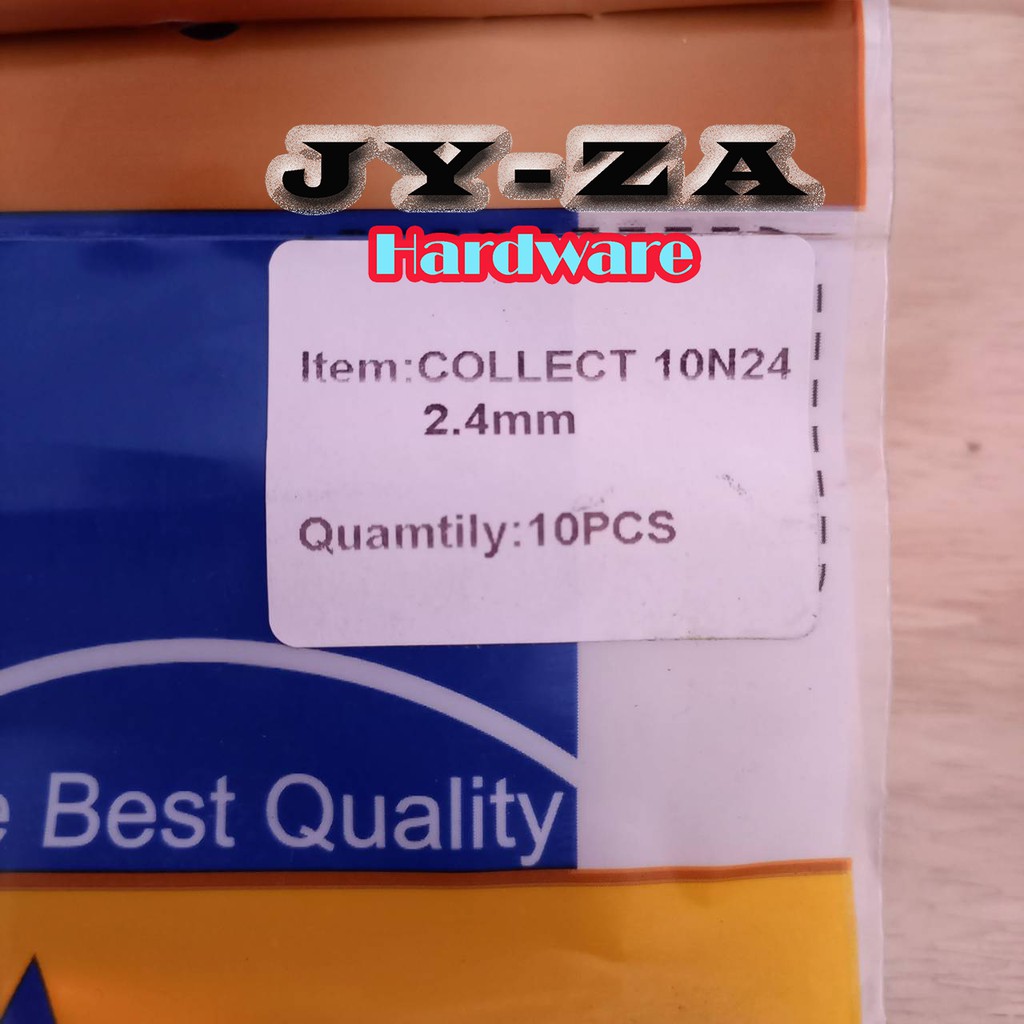 JY-ZA
Hardware
Item:COLLECT 10N24
2.4mm
Quamtily:10PCS
Best Quality